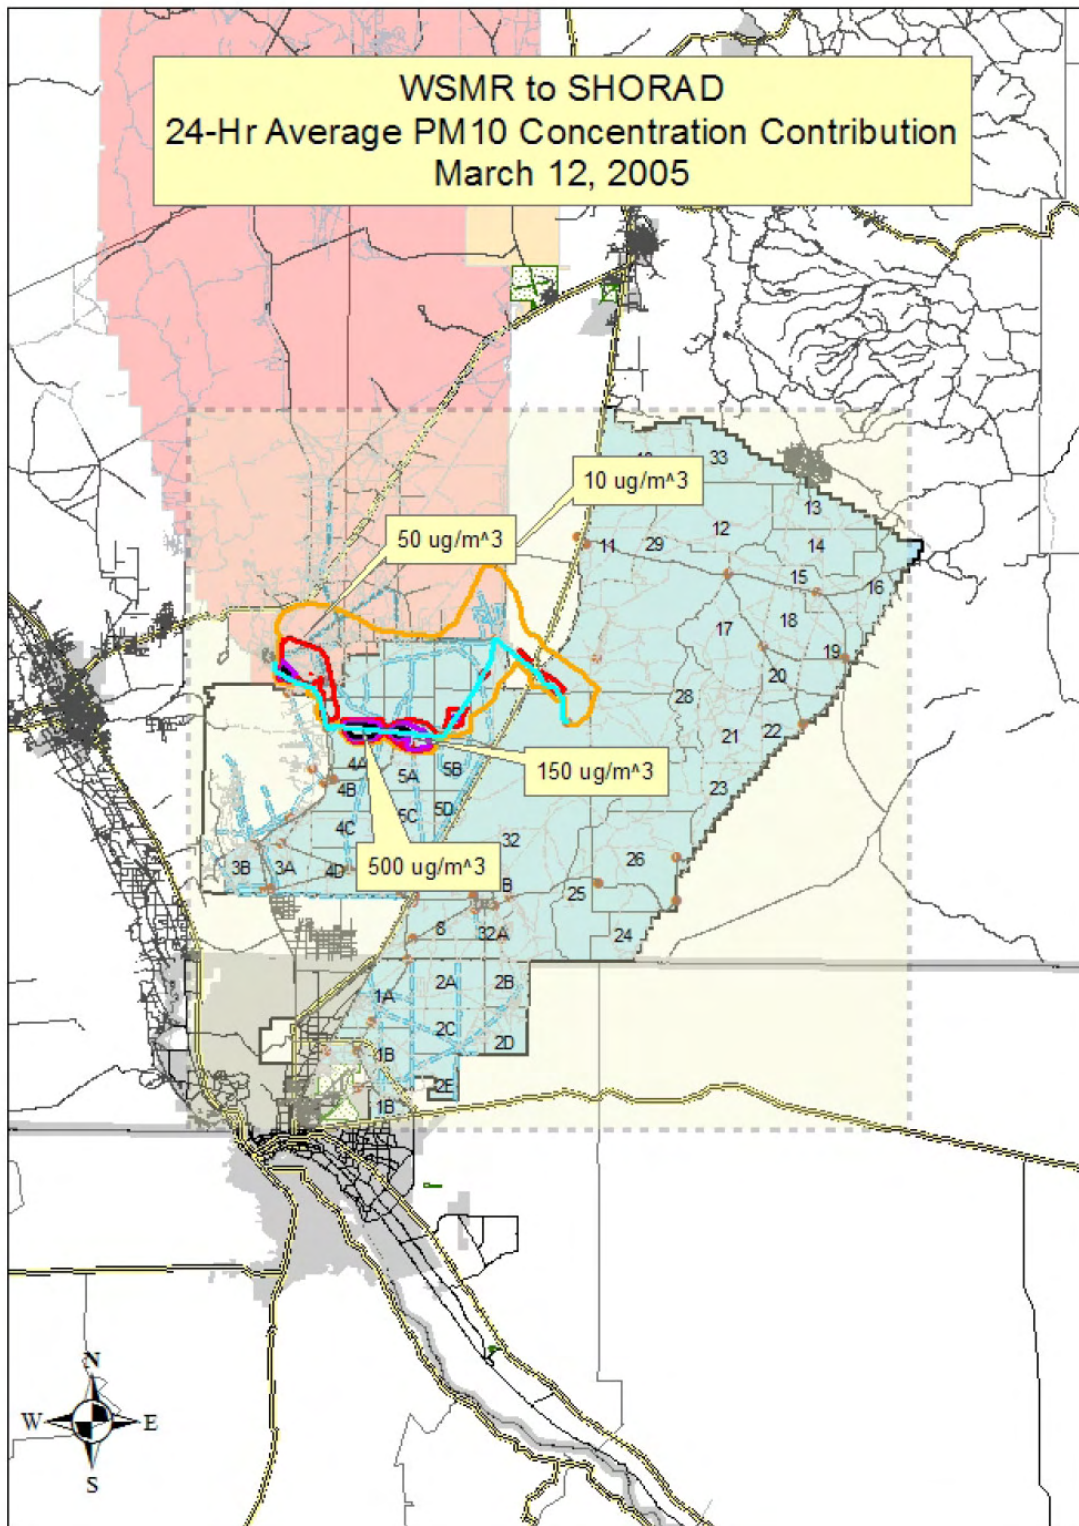 WSMR to SHORAD
24-Hr Average PM10 Concentration Contribution
March 12, 2005
33
10 ug/m^3
13
50 ug/m^3
12
11
29
14
15
16
17
18
19
20
28
21
22
150 ug/m^3
4A
5A
5B
23
4B
5C
5D
4C
32
500 ug/m^3
26
3B
3A
4D
25
B
8
32A
24
2A
2B
1A
2C
2D
1B
2E
1B
N
W
E
S